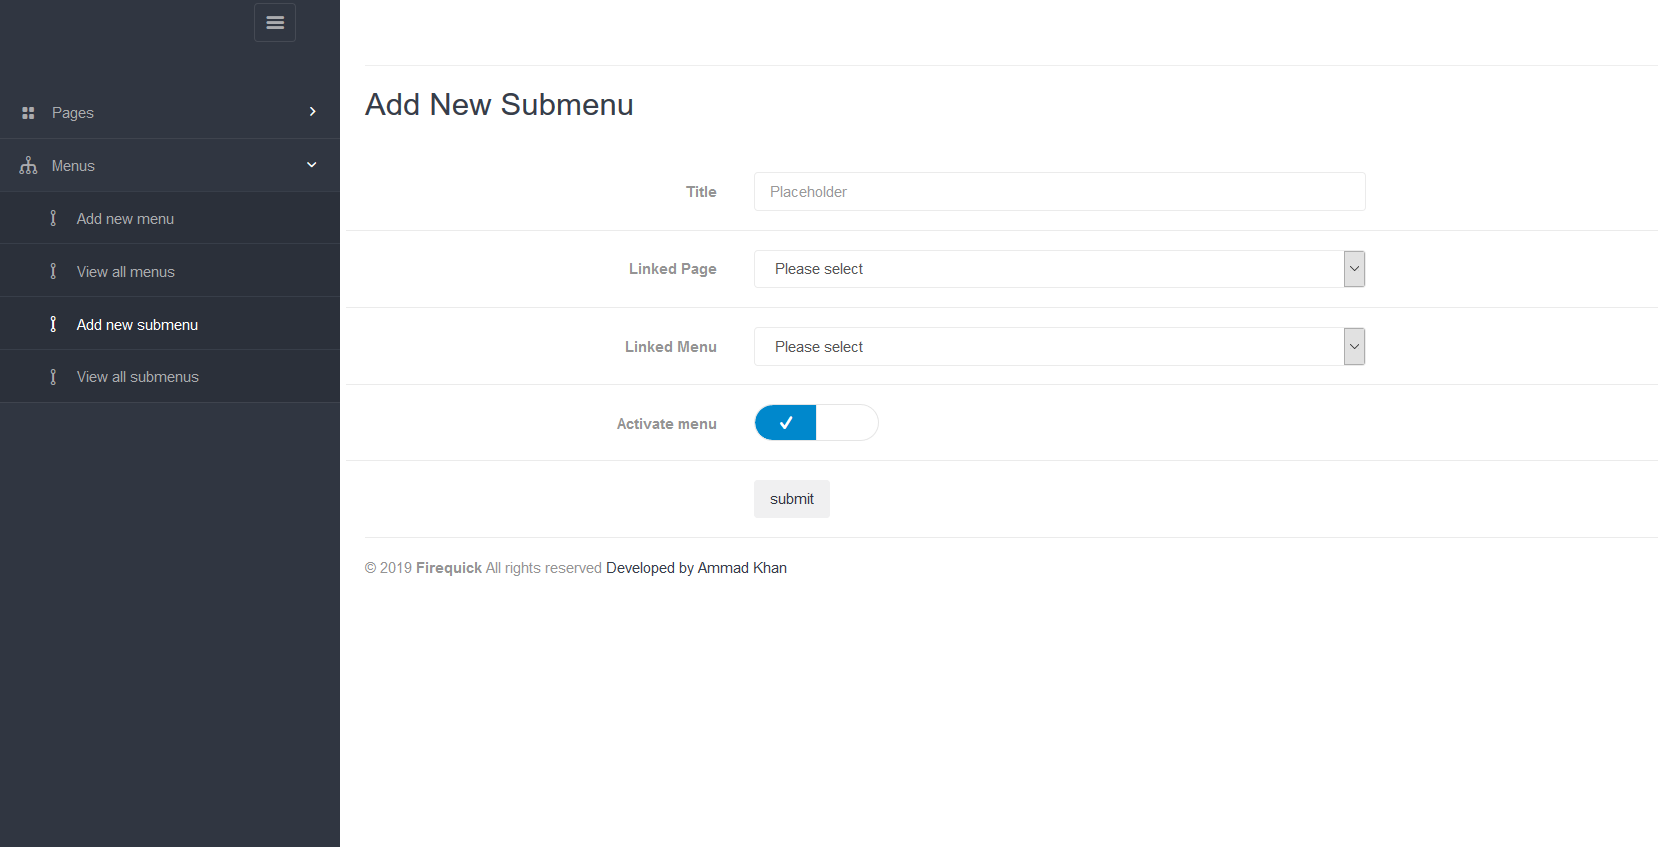 Pages
Menus
Add new menu
View all menus
Add new submenu
View all submenus
Add New Submenu
Title Placeholder
Linked Page Please select
Linked Menu Please select
Activate menu
submit
© 2019 Firequick All rights reserved Developed by Ammad Khan